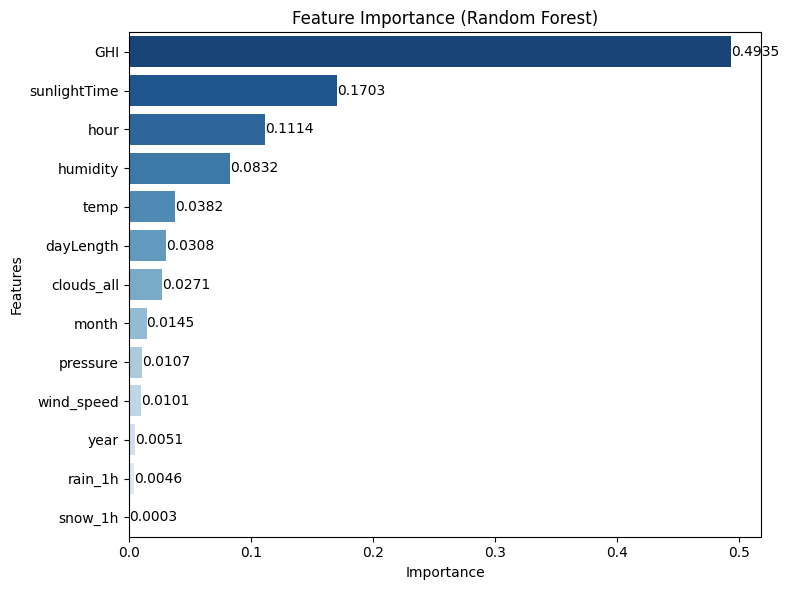 Feature Importance (Random Forest)
Features
GHI 0.4935
sunlightTime 0.1703
hour 0.1114
humidity 0.0832
temp 0.0382
dayLength 0.0308
clouds_all 0.0271
month 0.0145
pressure 0.0107
wind_speed 0.0101
year 0.0051
rain_1h 0.0046
snow_1h 0.0003
0.0 0.1 0.2 0.3 0.4 0.5
Importance